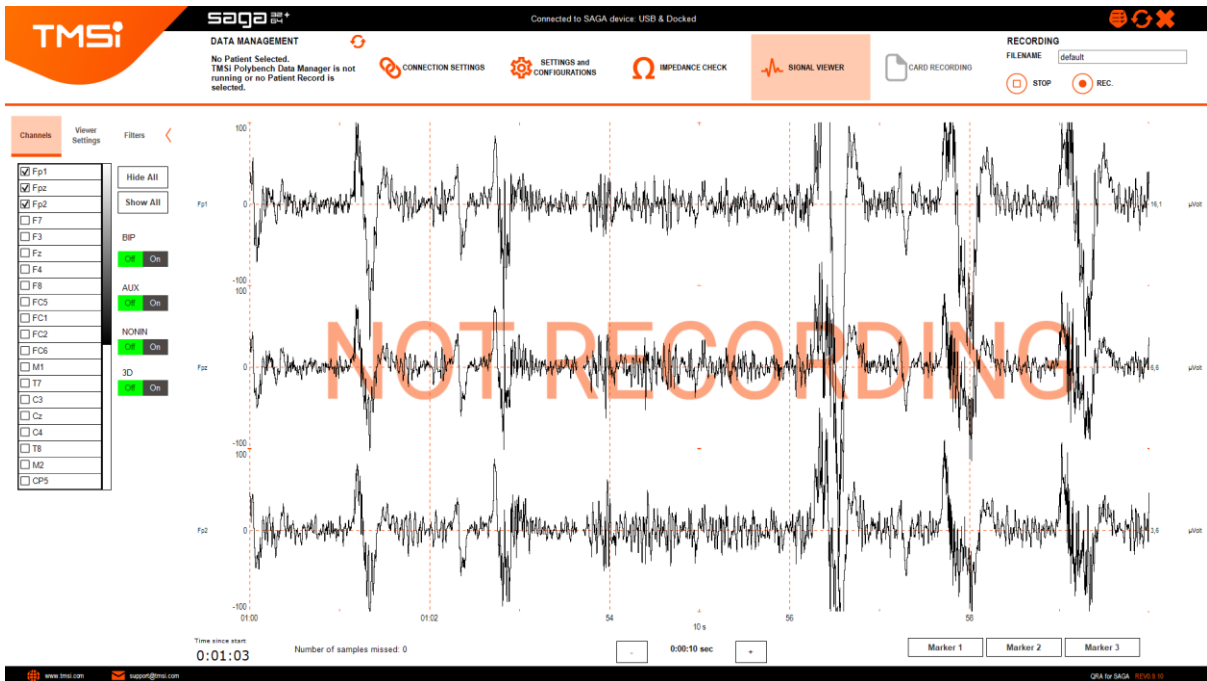 TMSi
saga 32+ 64+
Connected to SAGA device: USB & Docked
DATA MANAGEMENT
No Patient Selected.
TMSi Polybench Data Manager is not
running or no Patient Record is
selected.
CONNECTION SETTINGS
SETTINGS and
CONFIGURATIONS
IMPEDANCE CHECK
SIGNAL VIEWER
CARD RECORDING
RECORDING
FILENAME default
STOP REC.
Channels
Viewer
Settings
Filters
Fp1
Fpz
Fp2
F7
F3
Fz
F4
F8
FC5
FC1
FC2
FC6
M1
T7
C3
Cz
C4
T8
M2
CP5
Hide All
Show All
BIP
Off On
AUX
Off On
NONIN
Off On
3D
Off On
100
Fp1 0 16,1 µVolt
-100
100
Fpz 0 5,6 µVolt
-100
100
Fp2 0 3,6 µVolt
-100
NOT RECORDING
01:00 01:02 54 56 58
10 s
Time since start
0:01:03
Number of samples missed: 0
- 0:00:10 sec +
Marker 1 Marker 2 Marker 3
www.tmsi.com support@tmsi.com
QRA for SAGA REV0.9-10